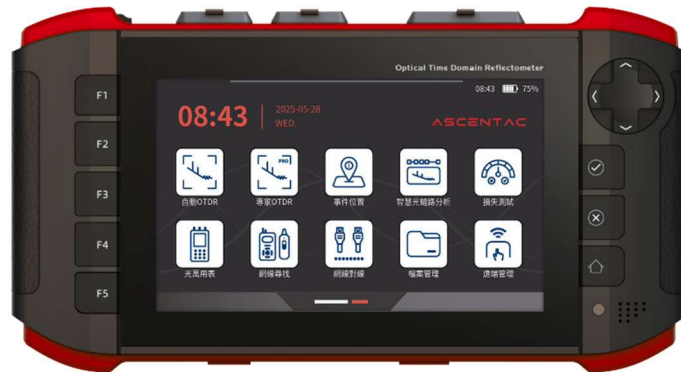 Optical Time Domain Reflectometer
08:43 75%
08:43 2025-05-28
WED.
ASCENTAC
PRO
自動OTDR 專家OTDR 事件位置 智慧光鏈路分析 損失測試
光萬用表 網線尋找 網線對線 檔案管理 遠端管理
F1
F2
F3
F4
F5